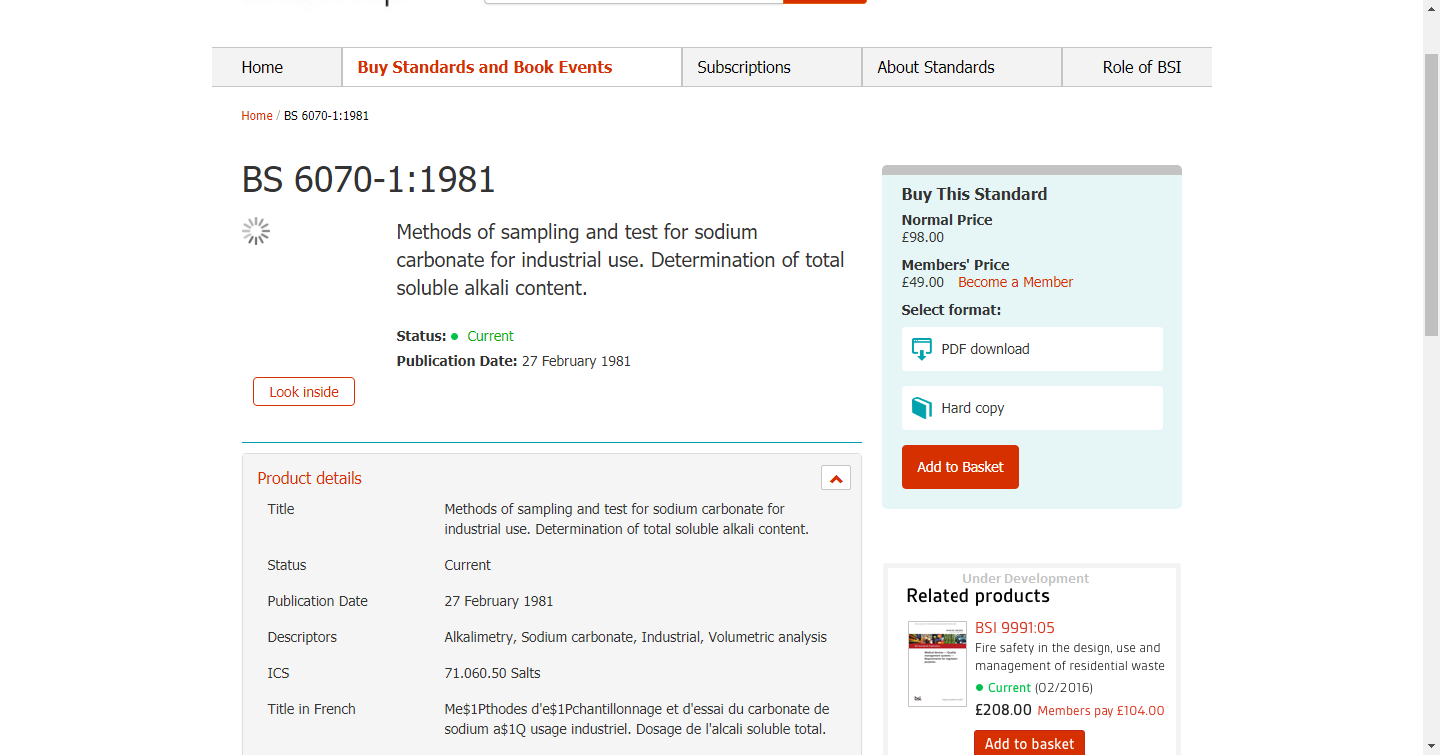 Home
Buy Standards and Book Events
Subscriptions
About Standards
Role of BSI
Home / BS 6070-1:1981
BS 6070-1:1981
Methods of sampling and test for sodium
carbonate for industrial use. Determination of total
soluble alkali content.
Status: Current
Publication Date: 27 February 1981
Look inside
Product details
Title
Methods of sampling and test for sodium carbonate for
industrial use. Determination of total soluble alkali content.
Status
Current
Publication Date
27 February 1981
Descriptors
Alkalimetry, Sodium carbonate, Industrial, Volumetric analysis
ICS
71.060.50 Salts
Title in French
Me$1Pthodes d'e$1Pchantillonnage et d'essai du carbonate de
sodium a$1Q usage industriel. Dosage de l'alcali soluble total.
Buy This Standard
Normal Price
£98.00
Members' Price
£49.00 Become a Member
Select format:
PDF download
Hard copy
Add to Basket
Under Development
Related products
BSI 9991:05
Fire safety in the design, use and
management of residential waste
Current (02/2016)
£208.00 Members pay £104.00
Add to basket